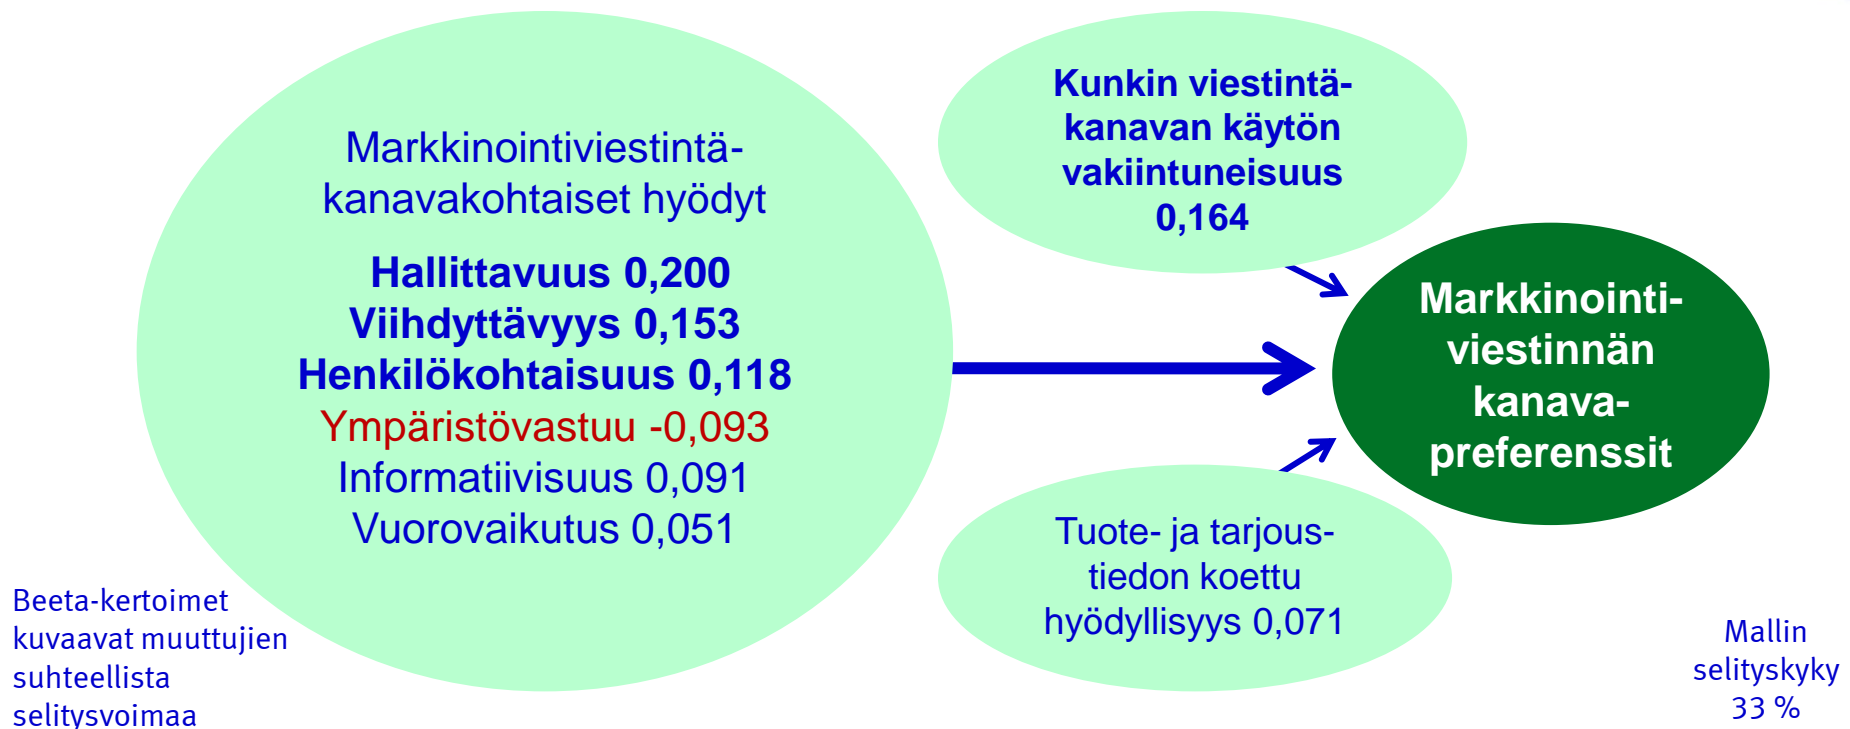 Markkinointiviestintä-
kanavakohtaiset hyödyt
Hallittavuus 0,200
Viihdyttävyys 0,153
Henkilökohtaisuus 0,118
Ympäristövastuu -0,093
Informatiivisuus 0,091
Vuorovaikutus 0,051
Kunkin viestintä-
kanavan käytön
vakiintuneisuus
0,164
Tuote- ja tarjous-
tiedon koettu
hyödyllisyys 0,071
Markkinointi-
viestinnän
kanava-
preferenssit
Beeta-kertoimet
kuvaavat muuttujien
suhteellista
selitysvoimaa
Mallin
selityskyky
33 %